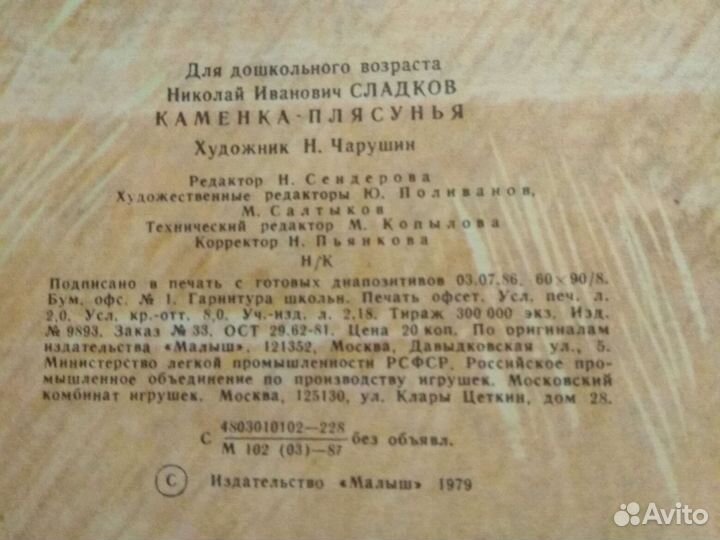 Для дошкольного возраста
Николай Иванович СЛАДКОВ
КАМЕНКА-ПЛЯСУНЬЯ
Художник Н. Чарушин
Редактор Н. Сендерова
Художественные редакторы Ю. Поливанов,
М. Салтыков
Технический редактор М. Копылова
Корректор Н. Пьянкова
Н/К
Подписано в печать с готовых диапозитивов 03.07.86. 60×90/8.
Бум. офс. № 1. Гарнитура школьн. Печать офсет. Усл. печ. л.
2,0. Усл. кр.-отт. 8,0. Уч.-изд. л. 2,18. Тираж 300 000 экз. Изд.
№ 9893. Заказ № 33. ОСТ 29.62-81. Цена 20 коп. По оригиналам
издательства «Малыш». 121352, Москва, Давыдковская ул., 5.
Министерство легкой промышленности РСФСР. Российское про-
мышленное объединение по производству игрушек. Московский
комбинат игрушек. Москва, 125130, ул. Клары Цеткин, дом 28.
С 4803010102—228
М 102 (03)—87 без объявл.
© Издательство «Малыш» 1979
Avito